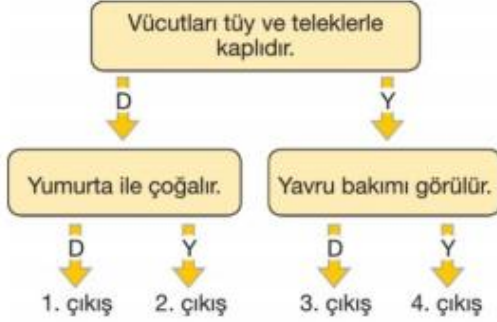 Vücutları tüy ve teleklerle
kaplıdır.
D
Y
Yumurta ile çoğalır.
Yavru bakımı görülür.
D
Y
D
Y
1. çıkış
2. çıkış
3. çıkış
4. çıkış